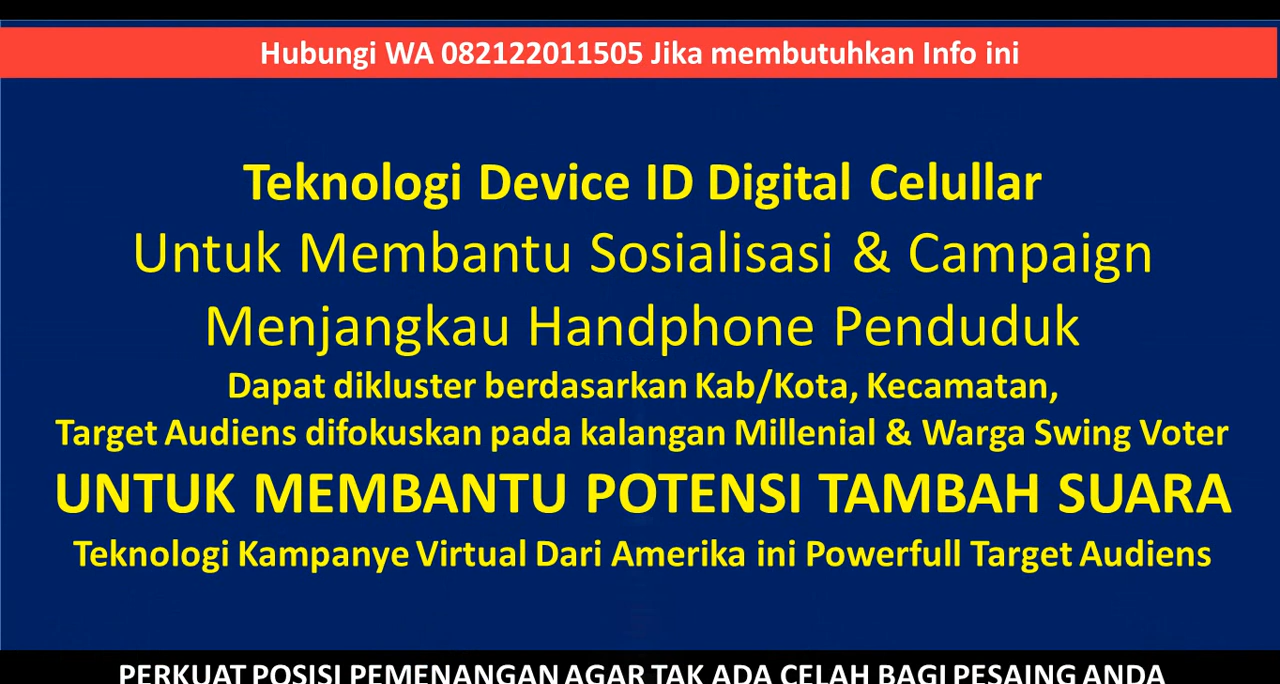 Hubungi WA 082122011505 Jika membutuhkan Info ini
Teknologi Device ID Digital Celullar
Untuk Membantu Sosialisasi & Campaign
Menjangkau Handphone Penduduk
Dapat dikluster berdasarkan Kab/Kota, Kecamatan,
Target Audiens difokuskan pada kalangan Millenial & Warga Swing Voter
UNTUK MEMBANTU POTENSI TAMBAH SUARA
Teknologi Kampanye Virtual Dari Amerika ini Powerfull Target Audiens
PERKUAT POSISI PEMENANGAN AGAR TAK ADA CELAH BAGI PESAING ANDA